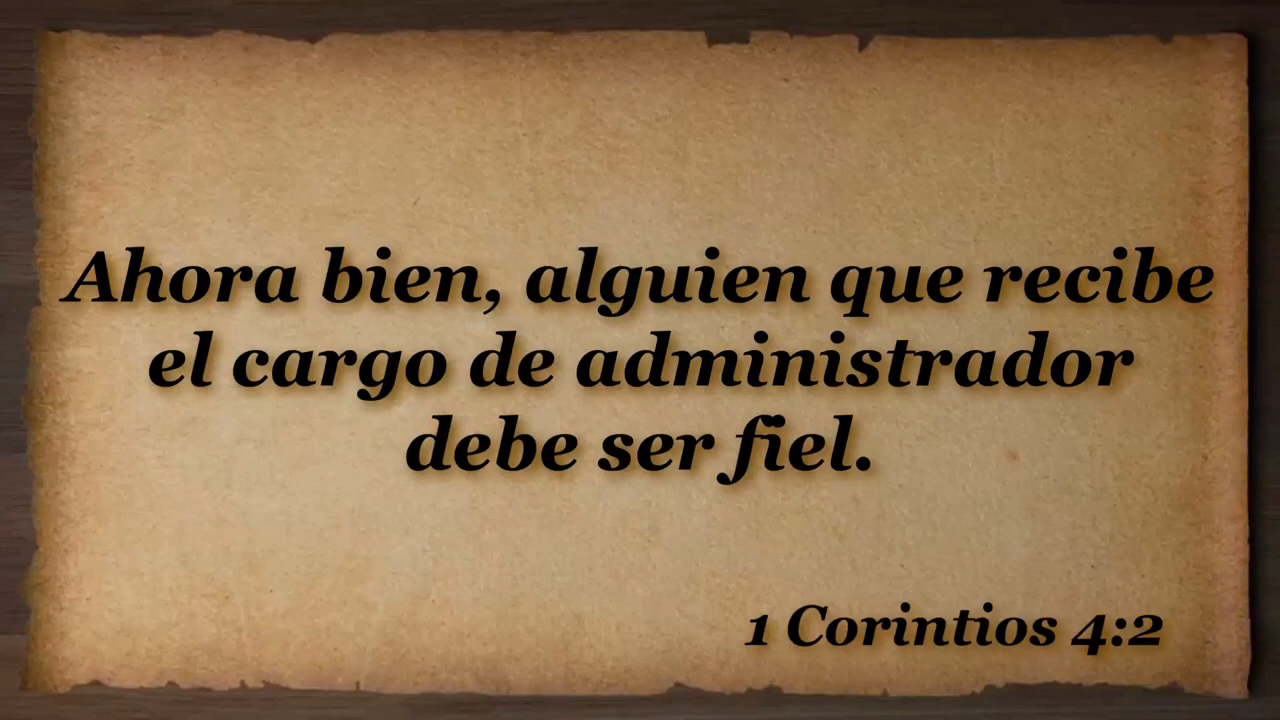 Ahora bien, alguien que recibe
el cargo de administrador
debe ser fiel.
1 Corintios 4:2